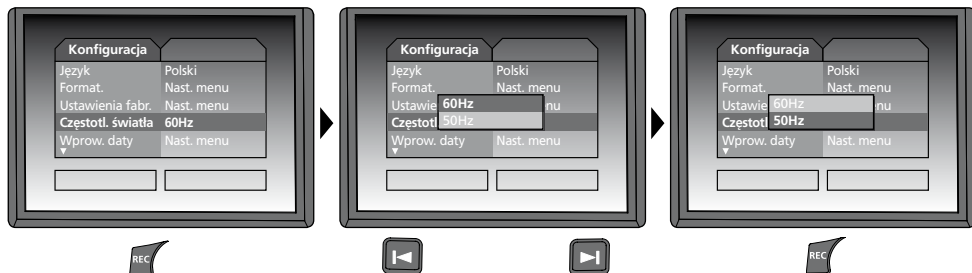 Konfiguracja
Język Polski
Format. Nast. menu
Ustawienia fabr.
Częstotl. światła 60Hz
Wprow. daty Nast. menu
Konfiguracja
Język Polski
Format. Nast. menu
Ustawie 60Hz nu
Częstotl 50Hz
Wprow. daty Nast. menu
Konfiguracja
Język Polski
Format. Nast. menu
Ustawie 60Hz nu
Częstotl 50Hz
Wprow. daty Nast. menu
REC
REC